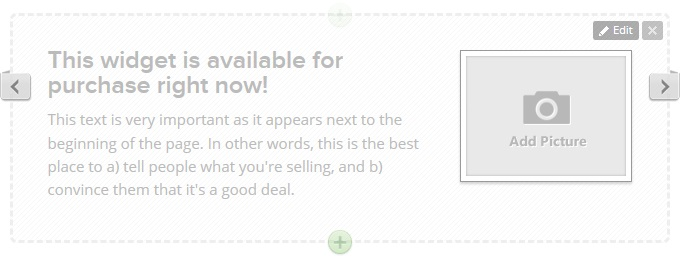 Edit
This widget is available for
purchase right now!
This text is very important as it appears next to the
beginning of the page. In other words, this is the best
place to a) tell people what you're selling, and b)
convince them that it's a good deal.
Add Picture